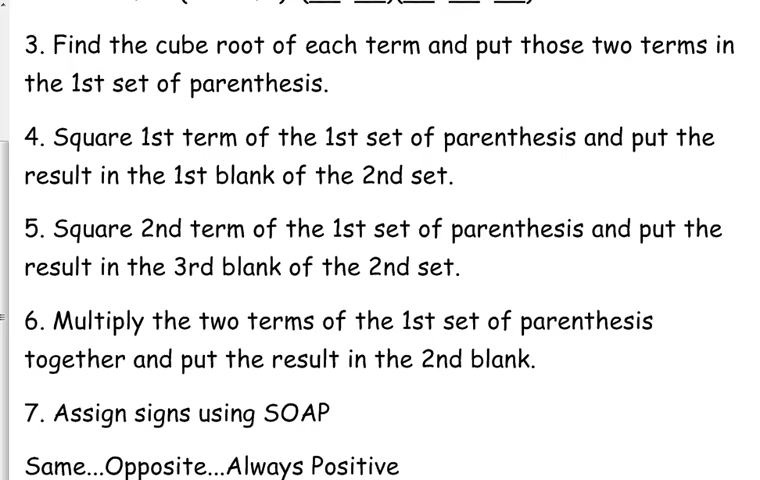 3. Find the cube root of each term and put those two terms in
the 1st set of parenthesis.
4. Square 1st term of the 1st set of parenthesis and put the
result in the 1st blank of the 2nd set.
5. Square 2nd term of the 1st set of parenthesis and put the
result in the 3rd blank of the 2nd set.
6. Multiply the two terms of the 1st set of parenthesis
together and put the result in the 2nd blank.
7. Assign signs using SOAP
Same...Opposite...Always Positive